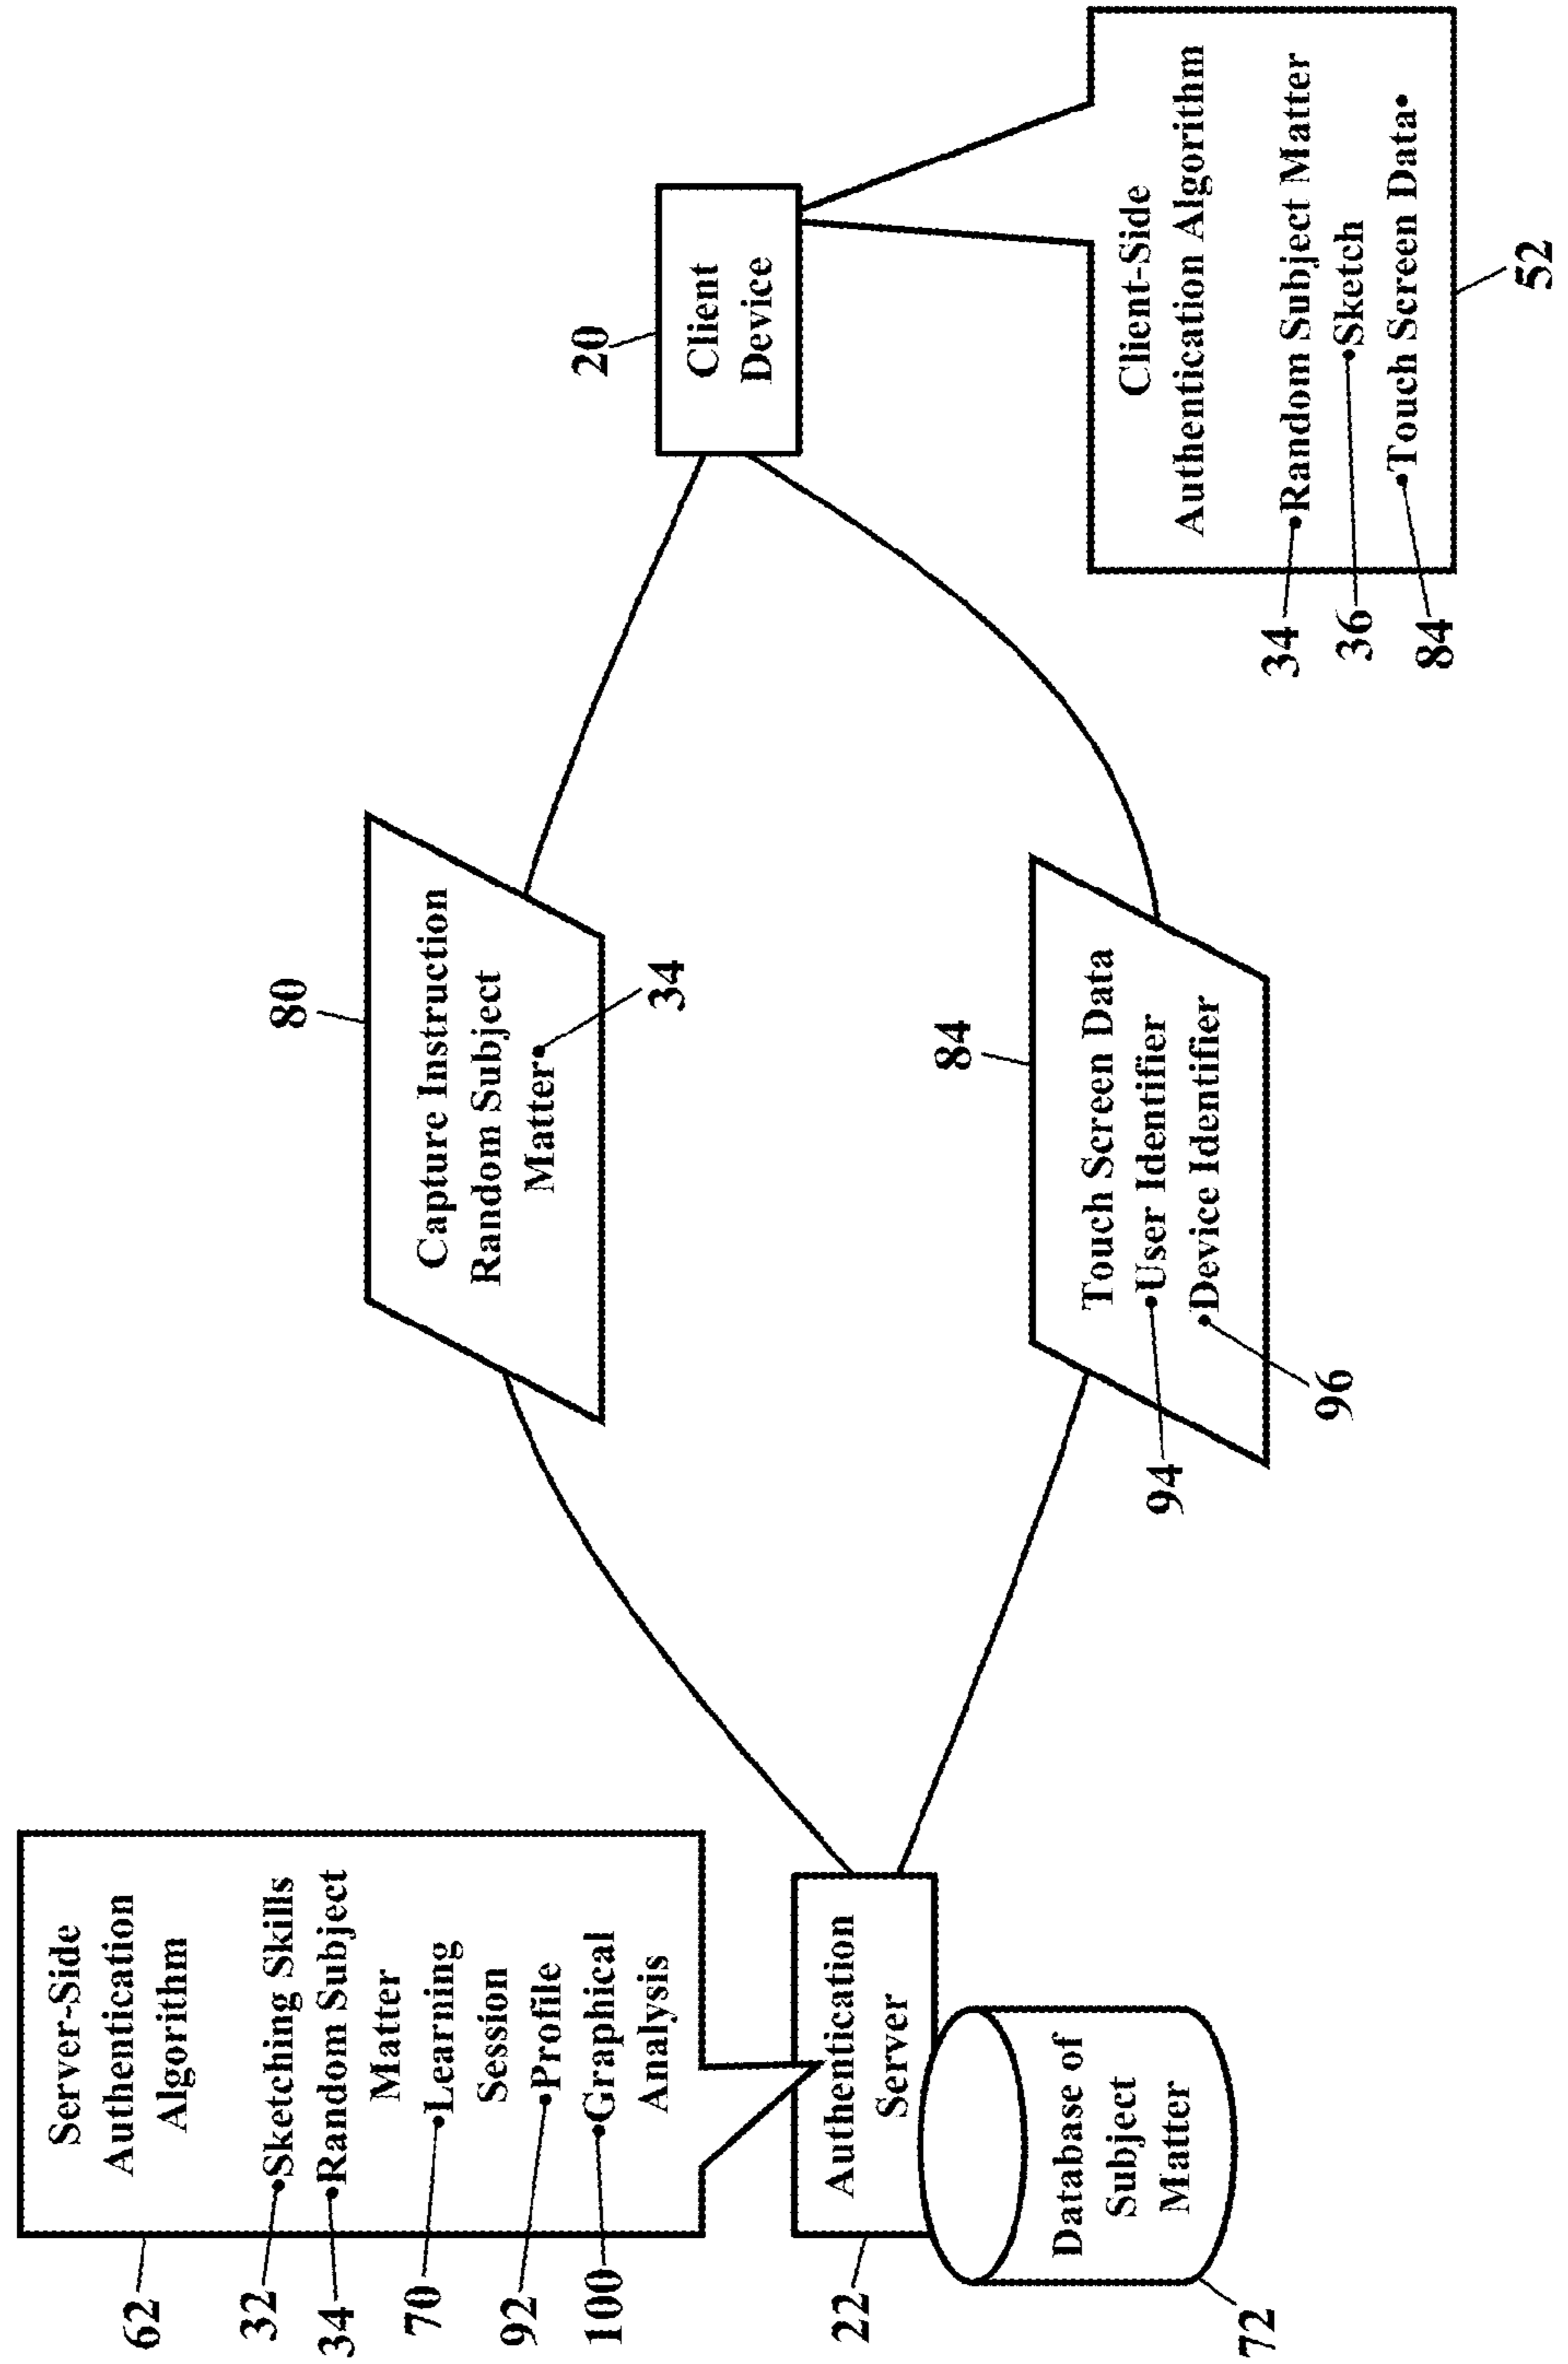 Server-Side
Authentication
Algorithm
Sketching Skills
Random Subject
Matter
Learning
Session
Profile
Graphical
Analysis
62
32
34
70
92
100
Authentication
Server
22
Database of
Subject
Matter
72
80
Capture Instruction
Random Subject
Matter
34
84
Touch Screen Data
User Identifier
Device Identifier
94
96
20
Client
Device
Client-Side
Authentication Algorithm
Random Subject Matter
Sketch
Touch Screen Data
34
36
84
52